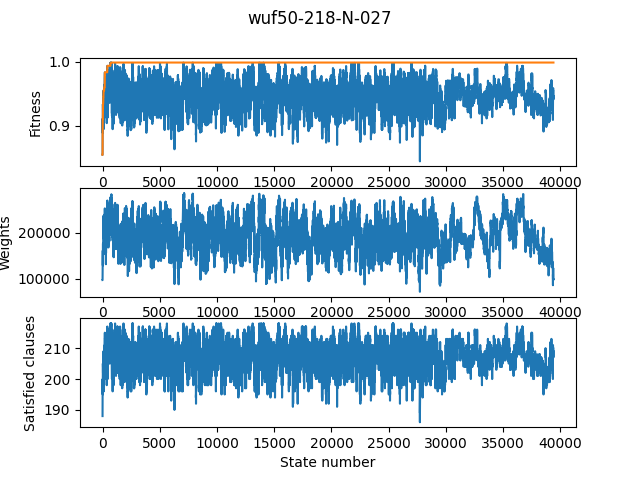 wuf50-218-N-027
1.0
0.9
Fitness
0 5000 10000 15000 20000 25000 30000 35000 40000
200000
100000
Weights
0 5000 10000 15000 20000 25000 30000 35000 40000
210
200
190
Satisfied clauses
0 5000 10000 15000 20000 25000 30000 35000 40000
State number